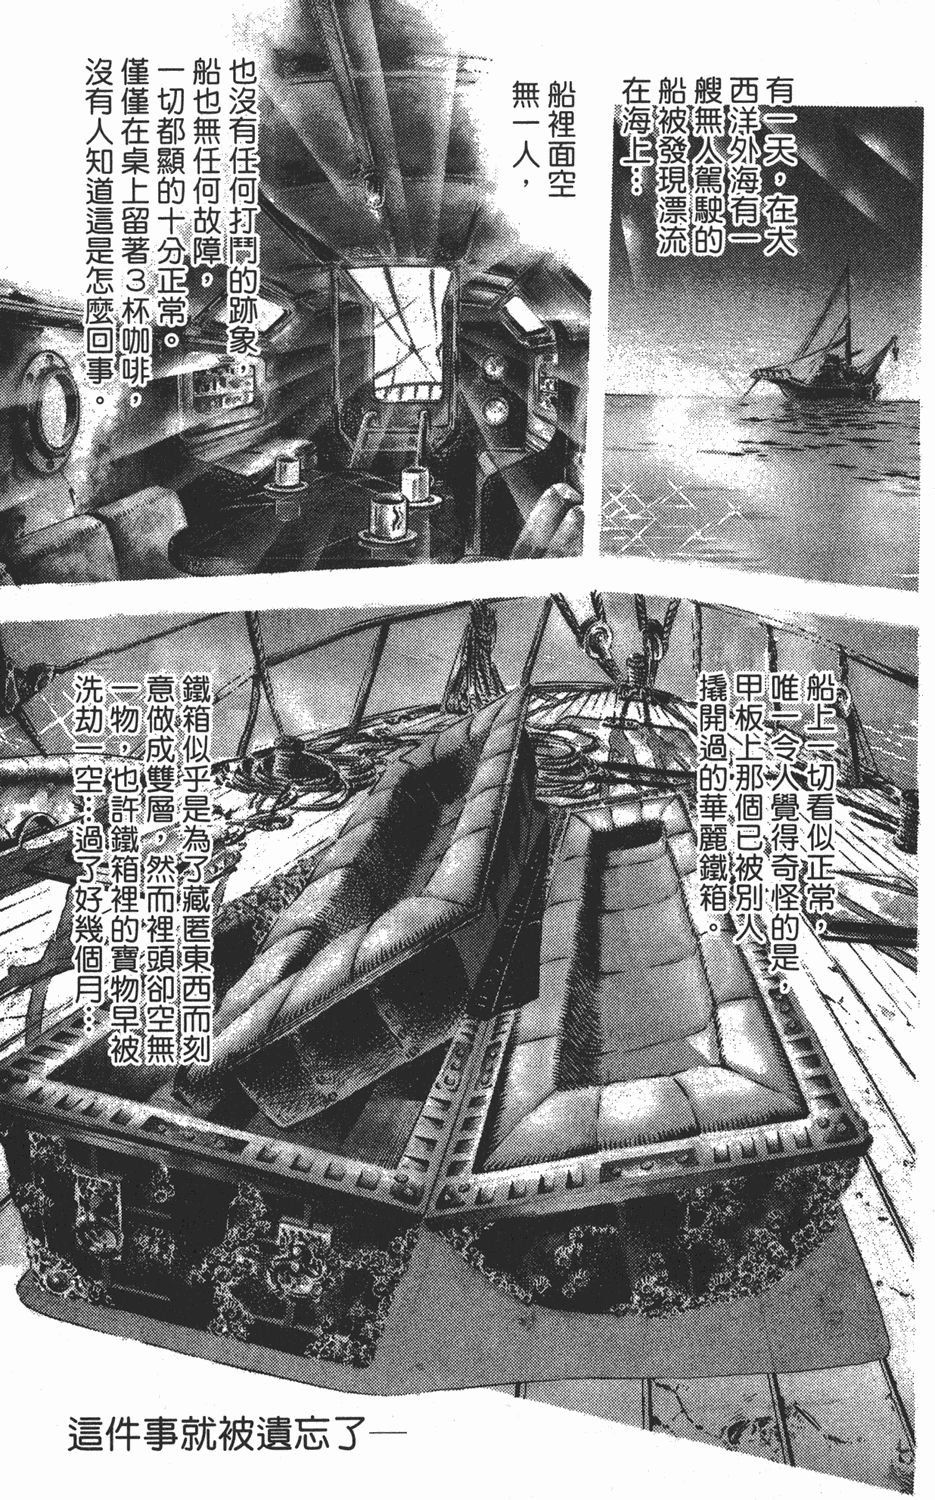 有一天，在大
西洋外海有一
艘無人駕駛的
船被發現漂流
在海上…
船裡面空
無一人，
也沒有任何打鬥的跡象，
船也無任何故障，
一切都顯的十分正常。
僅僅在桌上留著3杯咖啡，
沒有人知道這是怎麼回事。
船上一切看似正常，
唯一令人覺得奇怪的是，
甲板上那個已被別人
撬開過的華麗鐵箱。
鐵箱似乎是為了藏匿東西而刻
意做成雙層，然而裡頭卻空無
一物，也許鐵箱裡的寶物早被
洗劫一空…過了好幾個月…
這件事就被遺忘了—